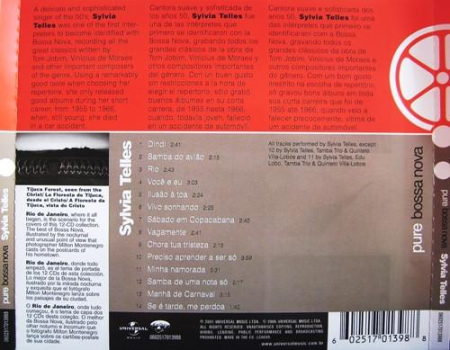 A delicate and sophisticated
singer of the 50's, Sylvia
Telles was one of the first inter-
preters to become identified with
Bossa Nova, recording all the
great classics written by
Tom Jobim, Vinicius de Moraes
and other important composers
of the genre. Using a remarkably
good taste when choosing her
repertoire, she only released
good albums during her short
career, from 1955 to 1966,
when, still young, she died
in a car accident.
Cantora suave y sofisticada de
los años 50, Sylvia Telles fue
una de las intérpretes que
primero se identificaron con la
Bossa Nova, grabando todos los
grandes clásicos de la obra de
Tom Jobim, Vinicius de Moraes y
otros compositores importantes
del género. Con un buen gusto
sin restricciones a la hora de
elegir el repertorio, sólo grabó
buenos álbumes en su corta
carrera, de 1955 hasta 1966,
cuando, todavía joven, falleció
en un accidente de automóvil.
Cantora suave e sofisticada dos
anos 50, Sylvia Telles foi uma
das intérpretes que primeiro se
identificaram com a Bossa
Nova, gravando todos os
grandes clássicos da obra de
Tom Jobim, Vinicius de Moraes e
outros compositores importantes
do gênero. Com um bom gosto
irrestrito na escolha de repertório,
só gravou bons álbuns em toda
sua curta carreira que foi de
1955 até 1966, quando veio a
falecer precocemente, vítima de
um acidente de automóvel.
pure bossa nova Sylvia Telles
0602517013988
Tijuca Forest, seen from the
Christ/ La Floresta de Tijuca,
desde el Cristo/ A Floresta da
Tijuca, vista do Cristo
Rio de Janeiro, where it all
began, is the scenario for the
covers of this 12-CD collection.
The best of Bossa Nova,
illustrated by the nocturnal
and unusual point of view that
photographer Milton Montenegro
casts on the postcards of
his hometown.
Rio de Janeiro, donde todo
empezó, es el tema de portada
de los 12 CDs de esta colección.
Lo mejor de la Bossa Nova,
ilustrado por la mirada nocturna
y exquisita que el fotógrafo
Milton Montenegro lanza sobre
los paisajes de su ciudad.
O Rio de Janeiro, onde tudo
começou, é o tema de capa dos
12 CDs desta coleção. O melhor
da Bossa Nova, ilustrado pelo
olhar noturno e incomum que o
fotógrafo Milton Montenegro
lança sobre os cartões-postais
de sua cidade.
Sylvia Telles
1 Dindi
2 Samba do avião
3 Rio
4 Você e eu
5 Ilusão à toa
6 Vivo sonhando
7 Sábado em Copacabana
8 Vagamente
9 Chora tua tristeza
10 Preciso aprender a ser só
11 Minha namorada
12 Samba de uma nota só
13 Manhã de Carnaval
14 Se é tarde, me perdoa
All tracks performed by Sylvia Telles, except
10 by Sylvia Telles, Tamba Trio & Quinteto
Villa-Lobos and 11 by Sylvia Telles, Edu
Lobo, Tamba Trio & Quinteto Villa-Lobos
pure bossa nova
UNIVERSAL
MUSIC
www.universalmusic.com.br
6 02517 01398 8
pure bossa nova Sylvia Telles
0602517013988